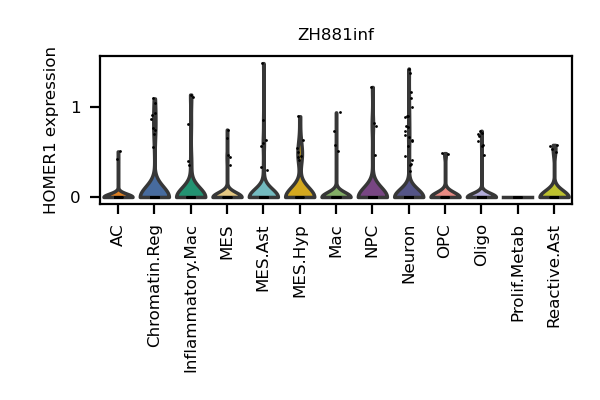 ZH881inf
HOMER1 expression
1
0
AC
Chromatin.Reg
Inflammatory.Mac
MES
MES.Ast
MES.Hyp
Mac
NPC
Neuron
OPC
Oligo
Prolif.Metab
Reactive.Ast